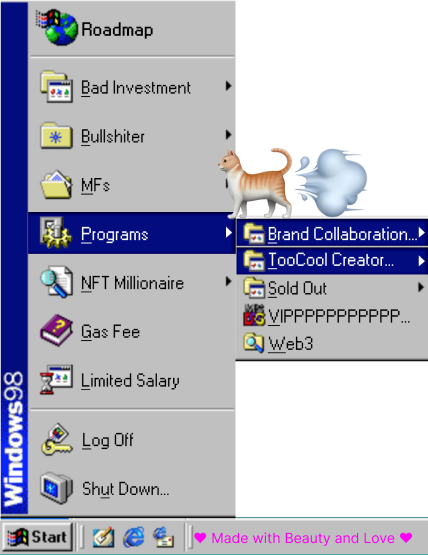 Roadmap
Bad Investment
Bullshiter
MFs
Programs
Brand Collaboration...
TooCool Creator...
Sold Out
VIPPPPPPPPPPP...
Web3
NFT Millionaire
Gas Fee
Limited Salary
Log Off
Shut Down...
Windows98
Start
♥ Made with Beauty and Love ♥